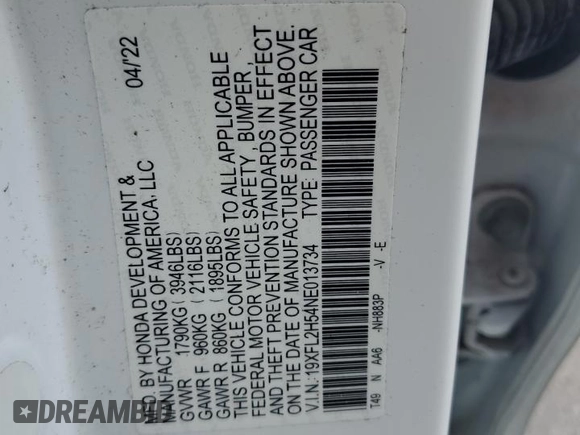 MFD. BY HONDA DEVELOPMENT & 04/22
MANUFACTURING OF AMERICA, LLC
GVWR 1790KG (3946LBS)
GAWR F 960KG (2116LBS)
GAWR R 860KG (1895LBS)
THIS VEHICLE CONFORMS TO ALL APPLICABLE
FEDERAL MOTOR VEHICLE SAFETY, BUMPER,
AND THEFT PREVENTION STANDARDS IN EFFECT
ON THE DATE OF MANUFACTURE SHOWN ABOVE.
V.I.N.: 19XFL2H54NE013734 TYPE: PASSENGER CAR
T49 N AA6 -NH883P -V -E
DREAMBID